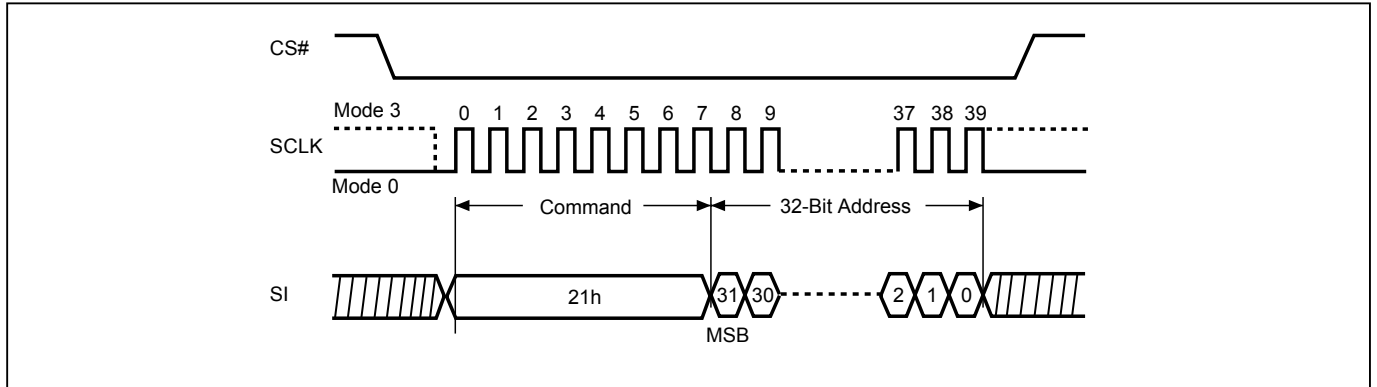 CS#
Mode 3 0 1 2 3 4 5 6 7 8 9 37 38 39
SCLK
Mode 0
Command 32-Bit Address
SI 21h 31 30 2 1 0
MSB